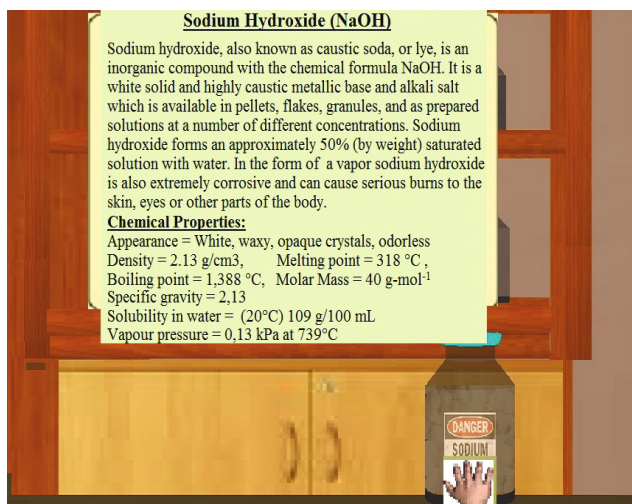 Sodium Hydroxide (NaOH)
Sodium hydroxide, also known as caustic soda, or lye, is an
inorganic compound with the chemical formula NaOH. It is a
white solid and highly caustic metallic base and alkali salt
which is available in pellets, flakes, granules, and as prepared
solutions at a number of different concentrations. Sodium
hydroxide forms an approximately 50% (by weight) saturated
solution with water. In the form of a vapor sodium hydroxide
is also extremely corrosive and can cause serious burns to the
skin, eyes or other parts of the body.
Chemical Properties:
Appearance = White, waxy, opaque crystals, odorless
Density = 2.13 g/cm3, Melting point = 318 °C ,
Boiling point = 1,388 °C, Molar Mass = 40 g-mol-1
Specific gravity = 2,13
Solubility in water = (20°C) 109 g/100 mL
Vapour pressure = 0,13 kPa at 739°C
DANGER
SODIUM